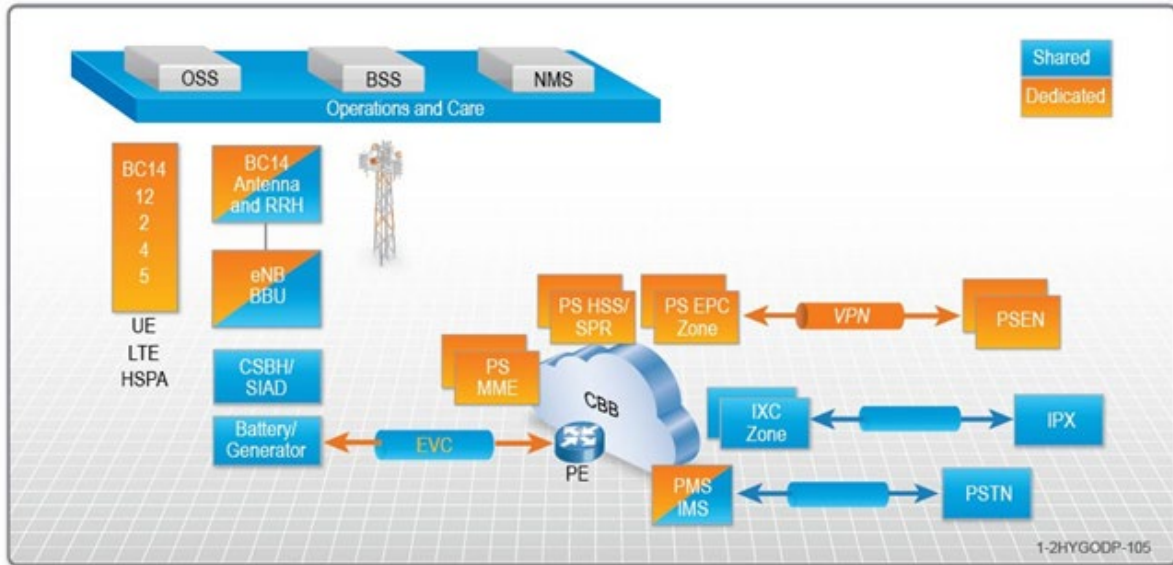 OSS
BSS
NMS
Operations and Care
Shared
Dedicated
BC14
12
2
4
5
UE
LTE
HSPA
BC14
Antenna
and RRH
eNB
BBU
CSBH/
SIAD
Battery/
Generator
EVC
PS
MME
PS HSS/
SPR
PS EPC
Zone
VPN
PSEN
CBB
PE
IXC
Zone
IPX
PMS
IMS
PSTN
1-2HYGODP-105